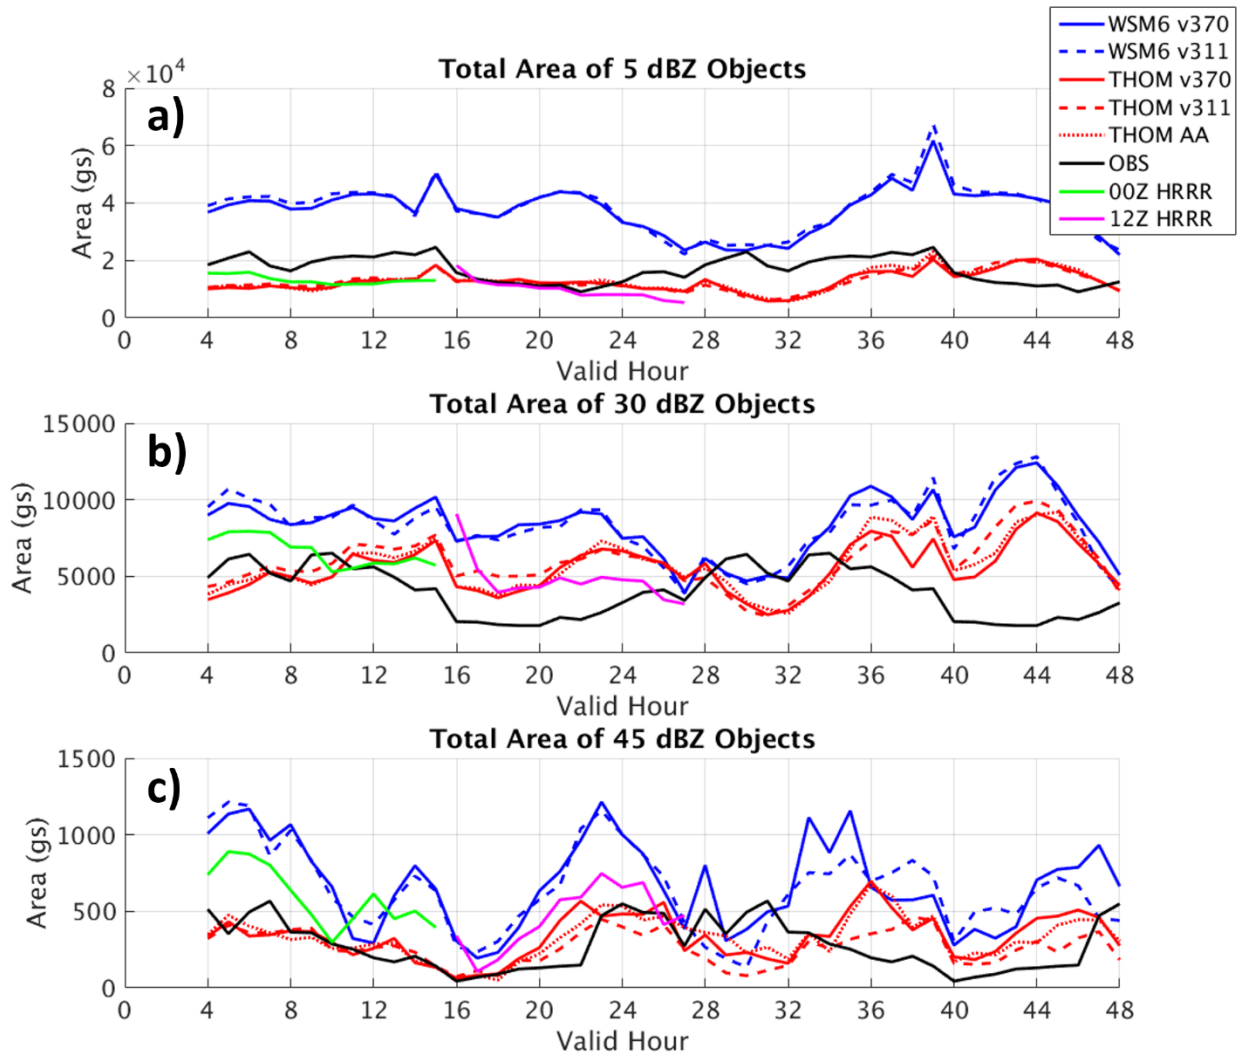 WSM6 v370
WSM6 v311
THOM v370
THOM v311
THOM AA
OBS
00Z HRRR
12Z HRRR
×10⁴
Total Area of 5 dBZ Objects
a)
Area (gs)
8
6
4
2
0
0 4 8 12 16 20 24 28 32 36 40 44 48
Valid Hour
Total Area of 30 dBZ Objects
b)
Area (gs)
15000
10000
5000
0
0 4 8 12 16 20 24 28 32 36 40 44 48
Valid Hour
Total Area of 45 dBZ Objects
c)
Area (gs)
1500
1000
500
0
0 4 8 12 16 20 24 28 32 36 40 44 48
Valid Hour